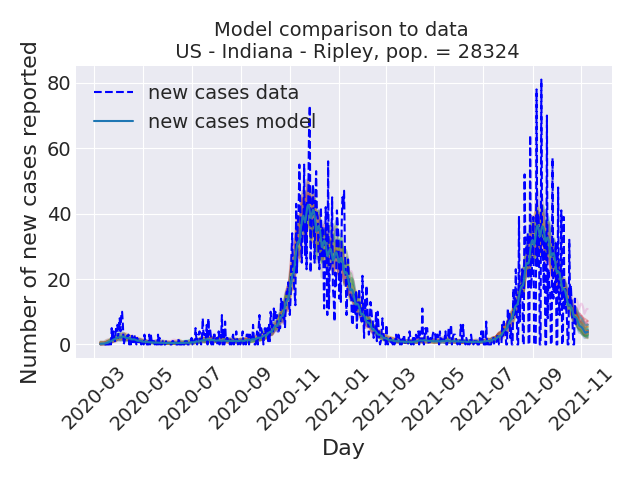 Model comparison to data
US - Indiana - Ripley, pop. = 28324
Number of new cases reported
80
60
40
20
0
new cases data
new cases model
2020-03
2020-05
2020-07
2020-09
2020-11
2021-01
2021-03
2021-05
2021-07
2021-09
2021-11
Day